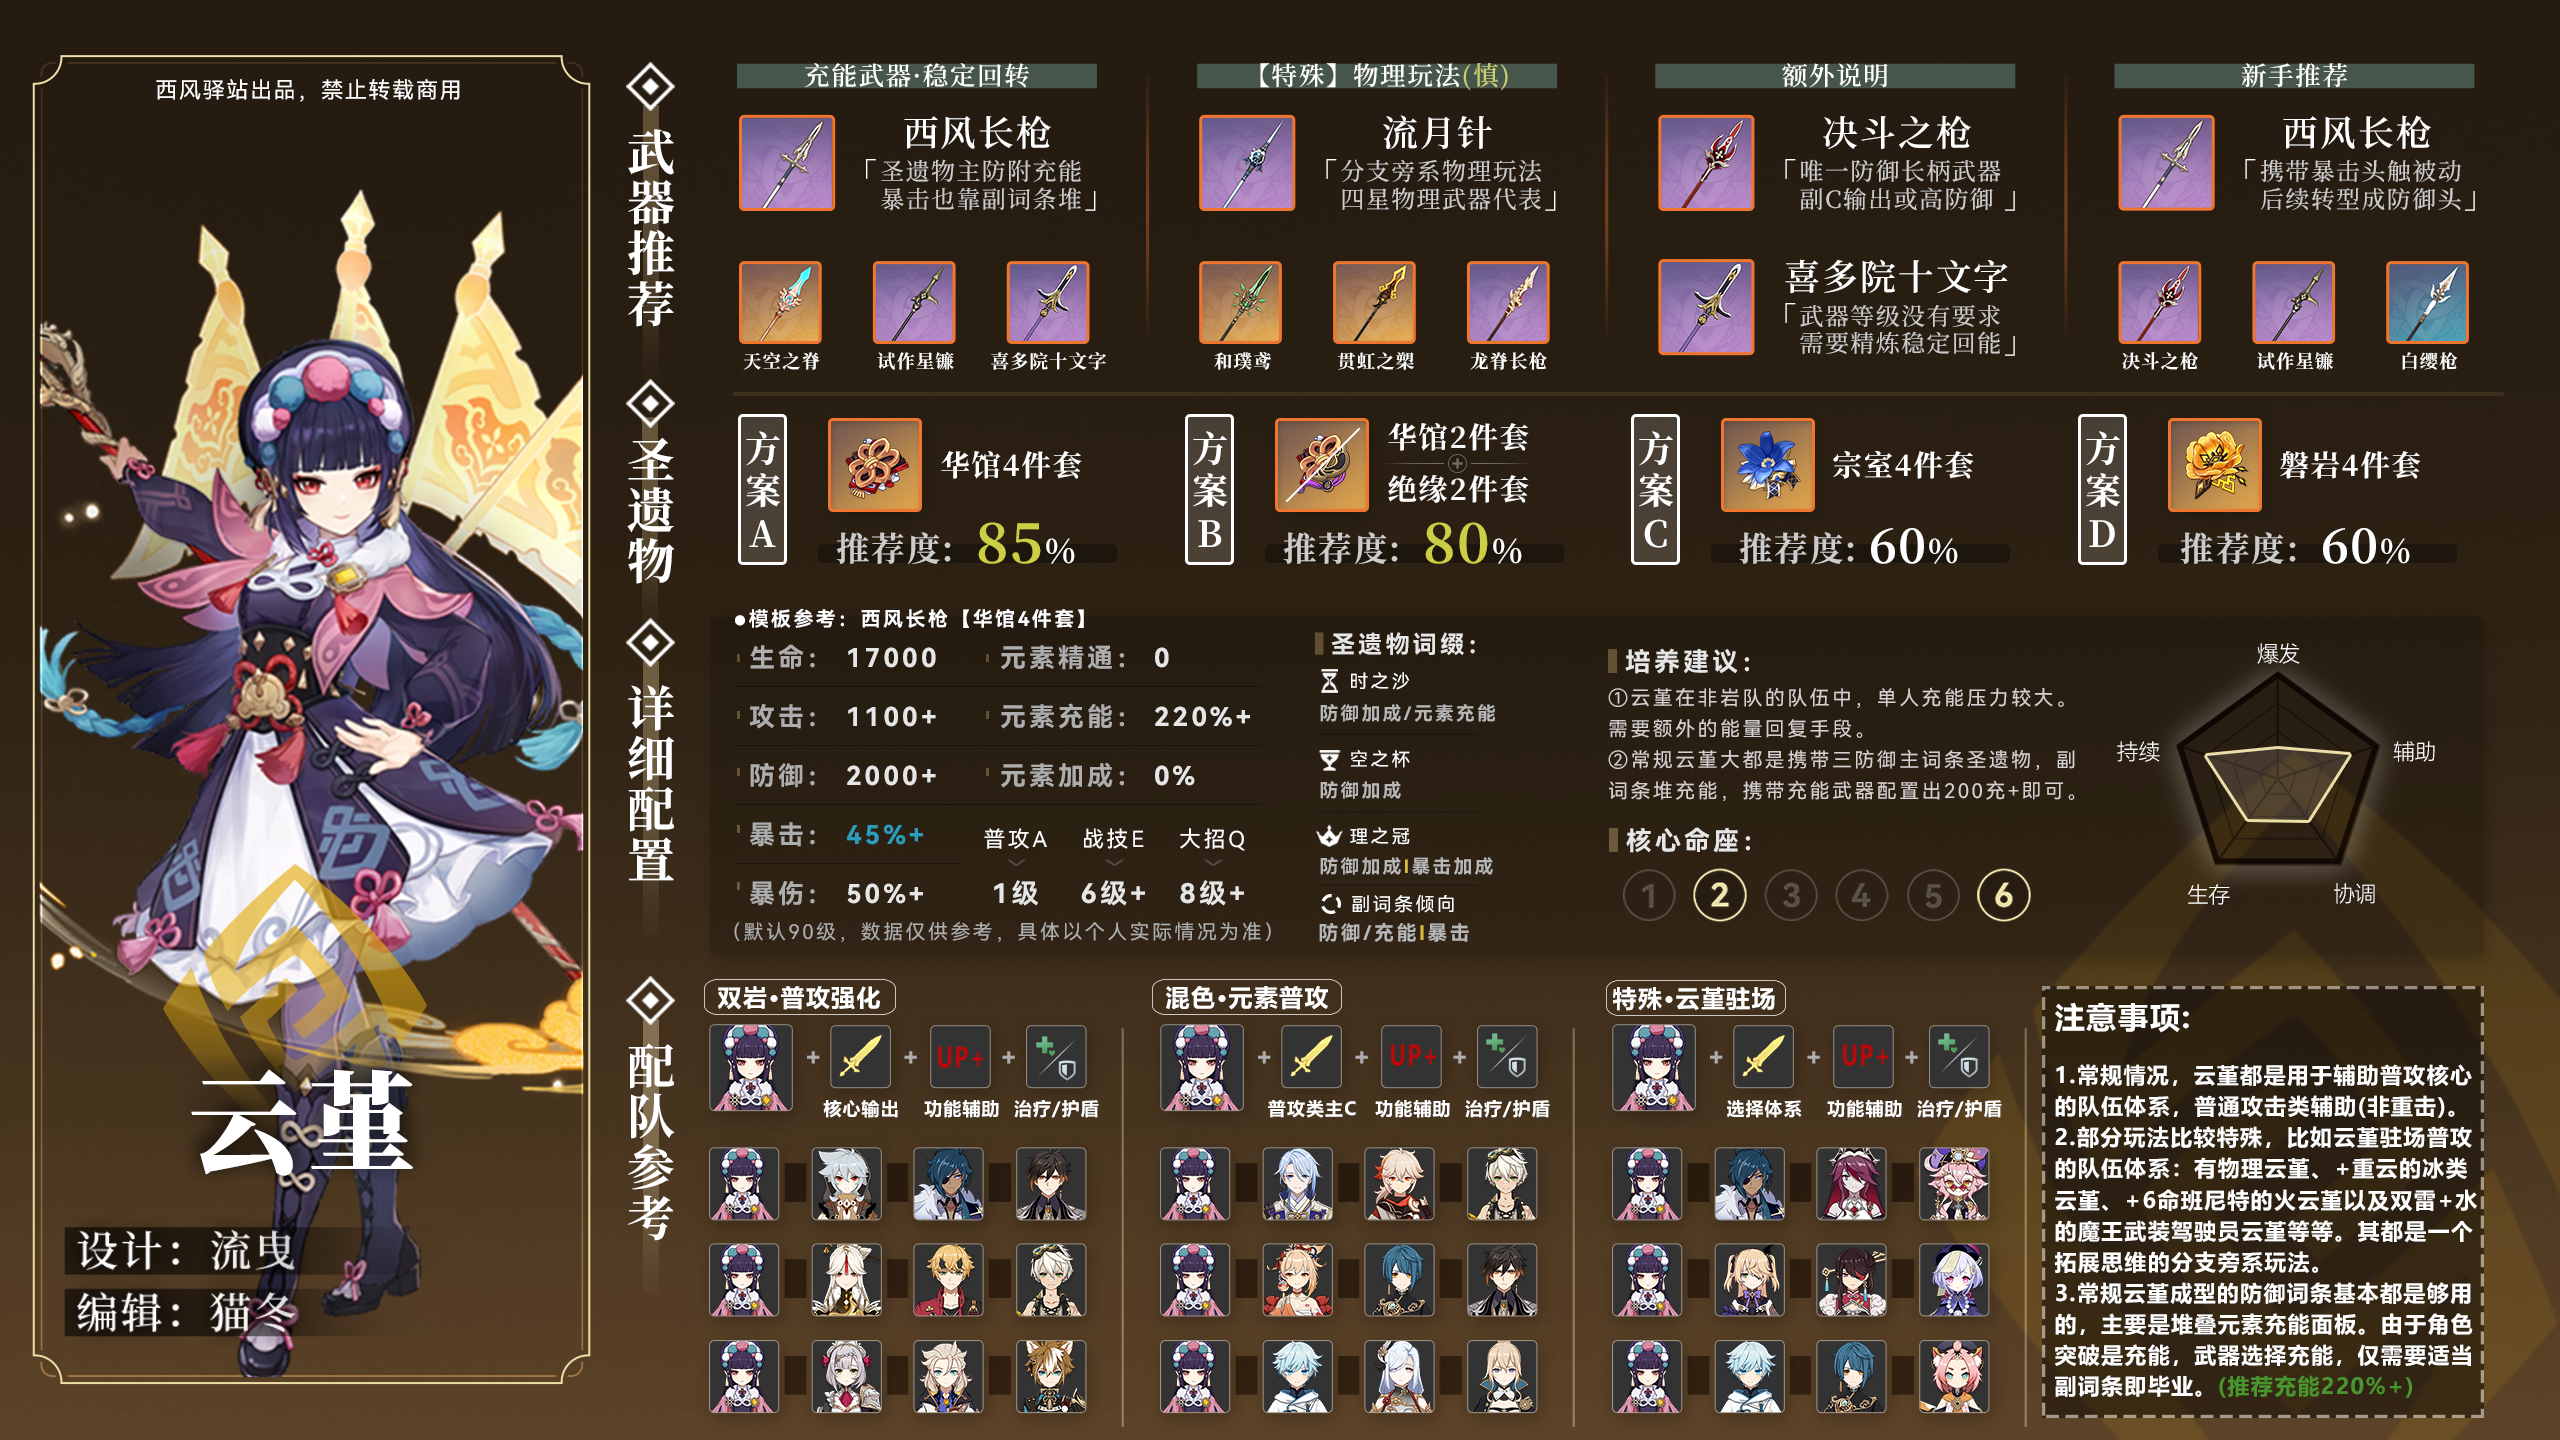 西风驿站出品，禁止转载商用
云堇
设计：流曳
编辑：猫冬
武器推荐
充能武器·稳定回转
西风长枪
「圣遗物主防附充能
暴击也靠副词条堆」
天空之脊 试作星镰 喜多院十文字
【特殊】物理玩法(慎)
流月针
「分支旁系物理玩法
四星物理武器代表」
和璞鸢 贯虹之槊 龙脊长枪
额外说明
决斗之枪
「唯一防御长柄武器
副C输出或高防御」
喜多院十文字
「武器等级没有要求
需要精炼稳定回能」
新手推荐
西风长枪
「携带暴击头触被动
后续转型成防御头」
决斗之枪 试作星镰 白缨枪
圣遗物
方案A
华馆4件套
推荐度：85%
方案B
华馆2件套
绝缘2件套
推荐度：80%
方案C
宗室4件套
推荐度：60%
方案D
磐岩4件套
推荐度：60%
详细配置
●模板参考：西风长枪【华馆4件套】
生命：17000 元素精通：0
攻击：1100+ 元素充能：220%+
防御：2000+ 元素加成：0%
暴击：45%+ 普攻A 战技E 大招Q
暴伤：50%+ 1级 6级+ 8级+
(默认90级，数据仅供参考，具体以个人实际情况为准)
圣遗物词缀：
时之沙
防御加成/元素充能
空之杯
防御加成
理之冠
防御加成|暴击加成
副词条倾向
防御/充能|暴击
培养建议：
①云堇在非岩队的队伍中，单人充能压力较大。
需要额外的能量回复手段。
②常规云堇大都是携带三防御主词条圣遗物，副
词条堆充能，携带充能武器配置出200充+即可。
核心命座：
1 2 3 4 5 6
爆发
持续 辅助
生存 协调
配队参考
双岩·普攻强化
+ + UP+ +
核心输出 功能辅助 治疗/护盾
混色·元素普攻
+ + UP+ +
普攻类主C 功能辅助 治疗/护盾
特殊·云堇驻场
+ + UP+ +
选择体系 功能辅助 治疗/护盾
注意事项:
1.常规情况，云堇都是用于辅助普攻核心
的队伍体系，普通攻击类辅助(非重击)。
2.部分玩法比较特殊，比如云堇驻场普攻
的队伍体系：有物理云堇、+重云的冰类
云堇、+6命班尼特的火云堇以及双雷+水
的魔王武装驾驶员云堇等等。其都是一个
拓展思维的分支旁系玩法。
3.常规云堇成型的防御词条基本都是够用
的，主要是堆叠元素充能面板。由于角色
突破是充能，武器选择充能，仅需要适当
副词条即毕业。(推荐充能220%+)